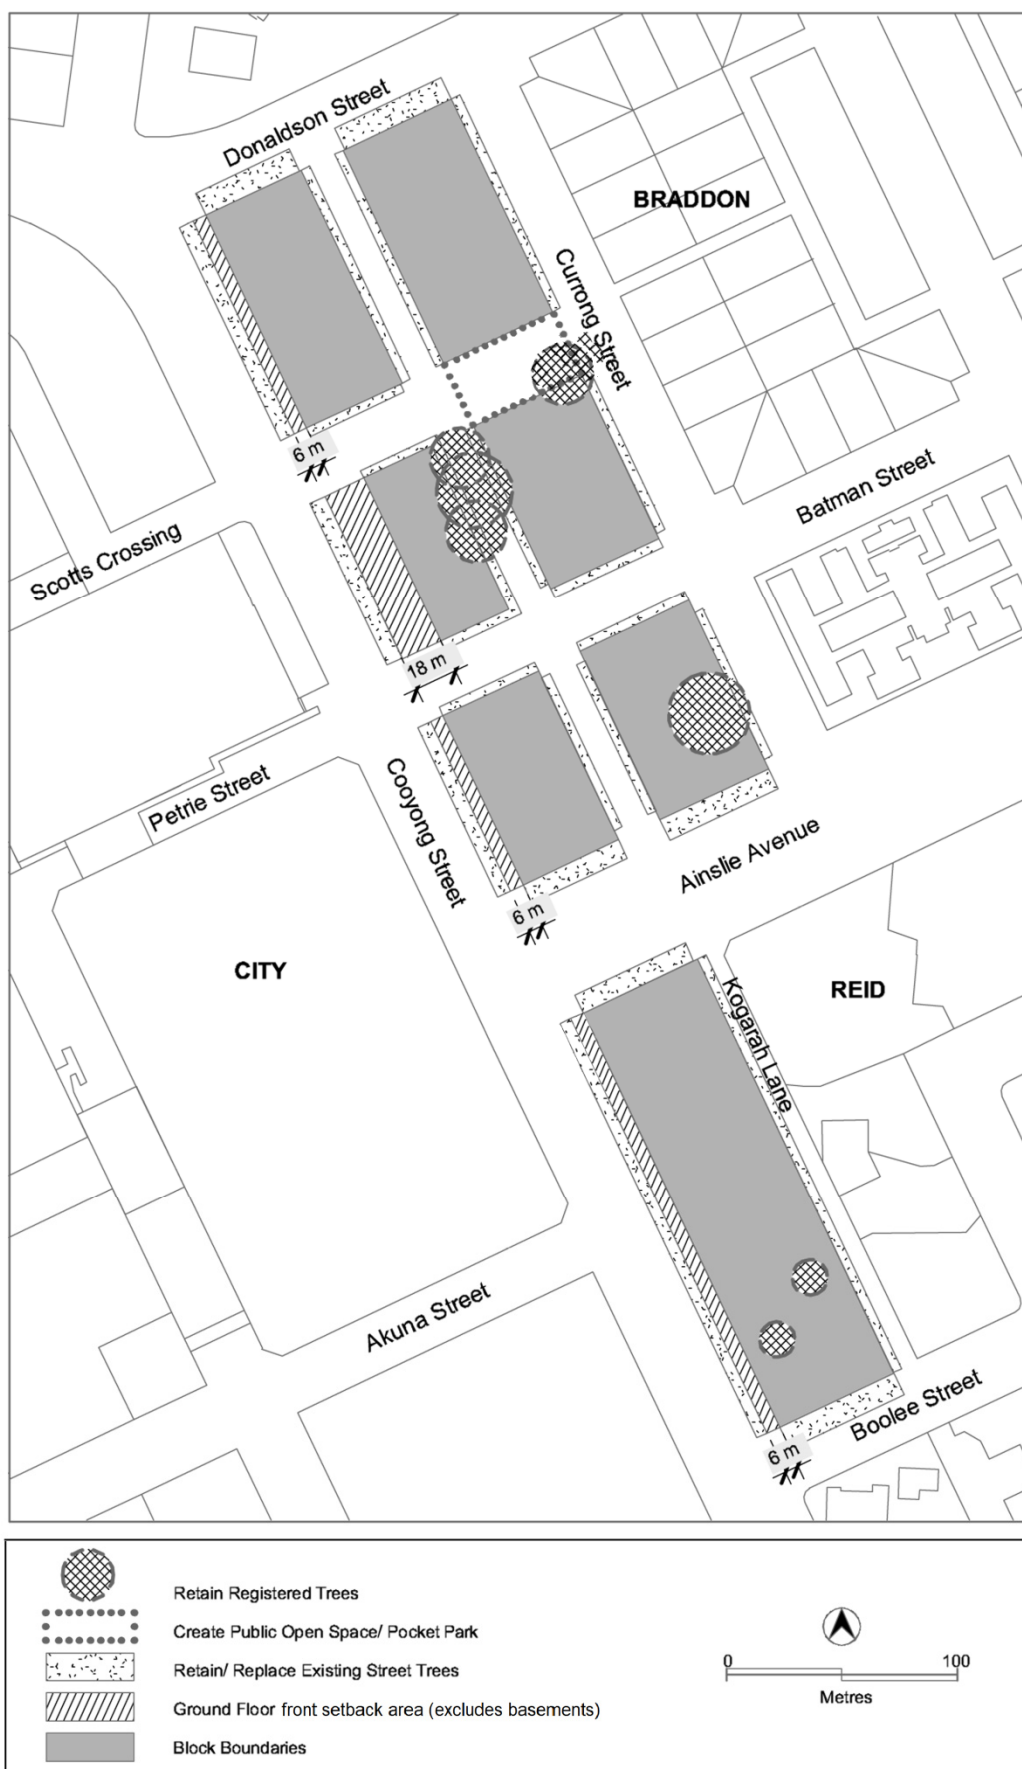 Donaldson Street
BRADDON
Currong Street
6 m
Batman Street
Scotts Crossing
18 m
Petrie Street
Cooyong Street
Ainslie Avenue
6 m
CITY
REID
Kogarah Lane
Akuna Street
Boolee Street
6 m
Retain Registered Trees
Create Public Open Space/ Pocket Park
Retain/ Replace Existing Street Trees
Ground Floor front setback area (excludes basements)
Block Boundaries
0 100
Metres